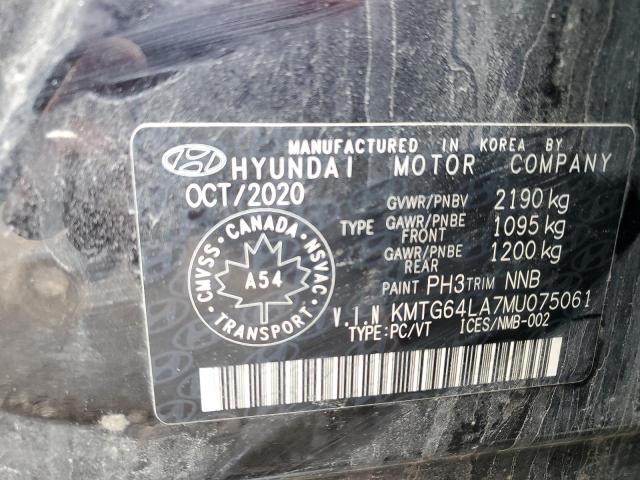 MANUFACTURED IN KOREA BY
HYUNDAI MOTOR COMPANY
OCT/2020
GVWR/PNBV 2190 kg
TYPE GAWR/PNBE FRONT 1095 kg
GAWR/PNBE REAR 1200 kg
PAINT PH3 TRIM NNB
V.I.N KMTG64LA7MU075061
TYPE:PC/VT ICES/NMB-002
CMVSS - CANADA - NSVAC
A54
TRANSPORT